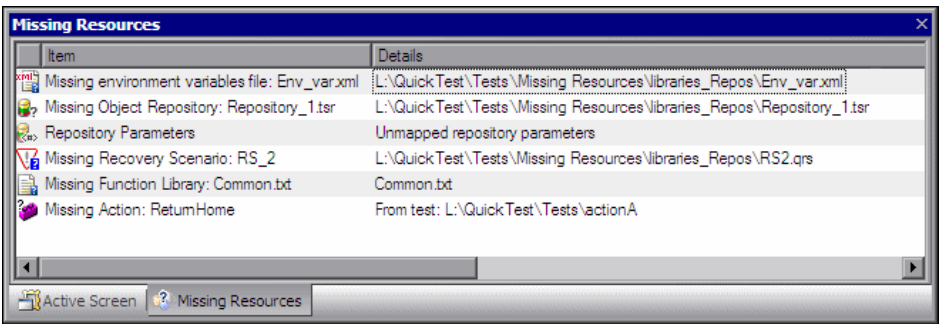 Missing Resources
Item Details
Missing environment variables file: Env_var.xml L:\QuickTest\Tests\Missing Resources\libraries_Repos\Env_var.xml
Missing Object Repository: Repository_1.tsr L:\QuickTest\Tests\Missing Resources\libraries_Repos\Repository_1.tsr
Repository Parameters Unmapped repository parameters
Missing Recovery Scenario: RS_2 L:\QuickTest\Tests\Missing Resources\libraries_Repos\RS2.qrs
Missing Function Library: Common.txt Common.txt
Missing Action: ReturnHome From test: L:\QuickTest\Tests\actionA
Active Screen Missing Resources